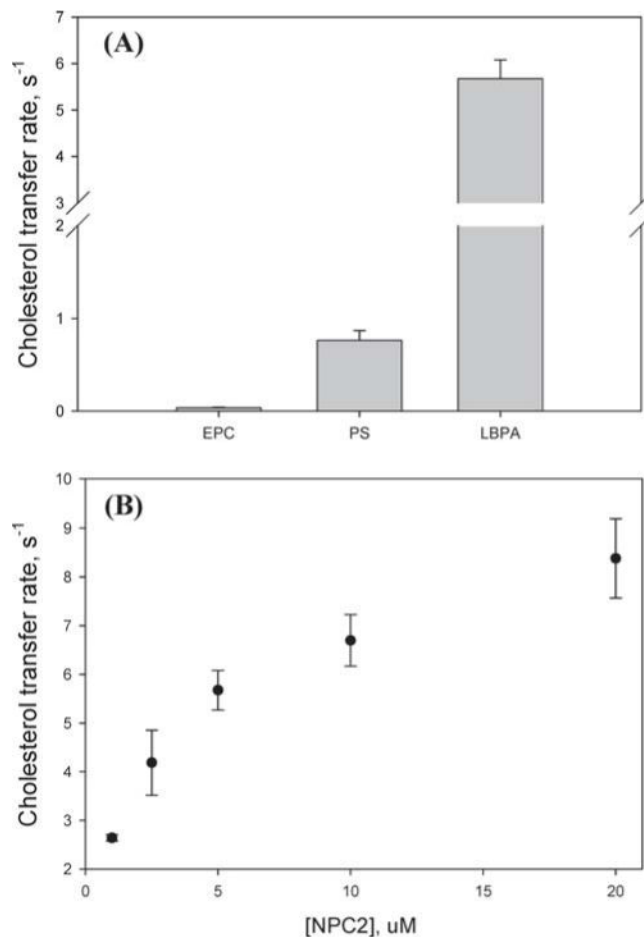 (A)
Cholesterol transfer rate, s⁻¹
7
6
5
4
3
2
1
0
EPC PS LBPA
(B)
Cholesterol transfer rate, s⁻¹
10
9
8
7
6
5
4
3
2
0 5 10 15 20
[NPC2], uM